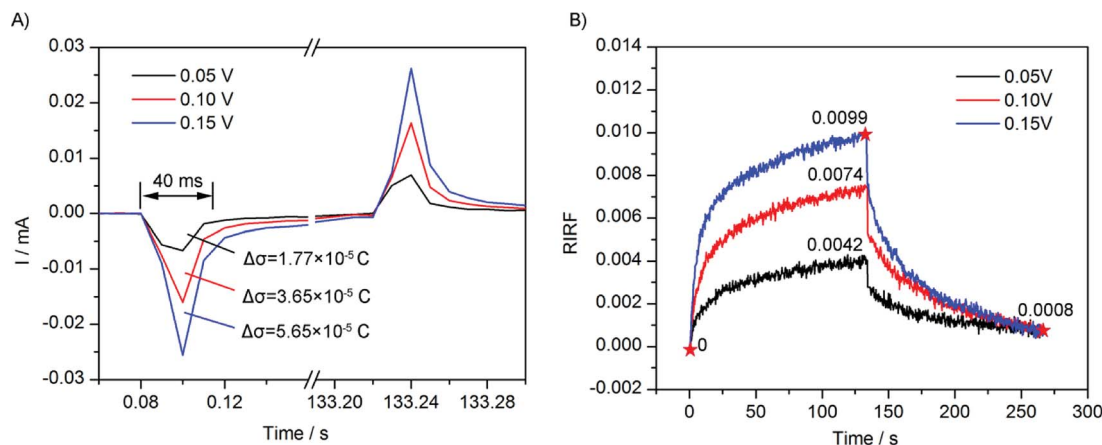 A)
0.03
0.02
0.01
0.00
-0.01
-0.02
-0.03
I / mA
0.05 V
0.10 V
0.15 V
40 ms
Δσ=1.77×10-5 C
Δσ=3.65×10-5 C
Δσ=5.65×10-5 C
0.08 0.12 133.20 133.24 133.28
Time / s
B)
0.014
0.012
0.010
0.008
0.006
0.004
0.002
0.000
-0.002
RIRF
0.05V
0.10V
0.15V
0.0099
0.0074
0.0042
0.0008
0
0 50 100 150 200 250 300
Time / s